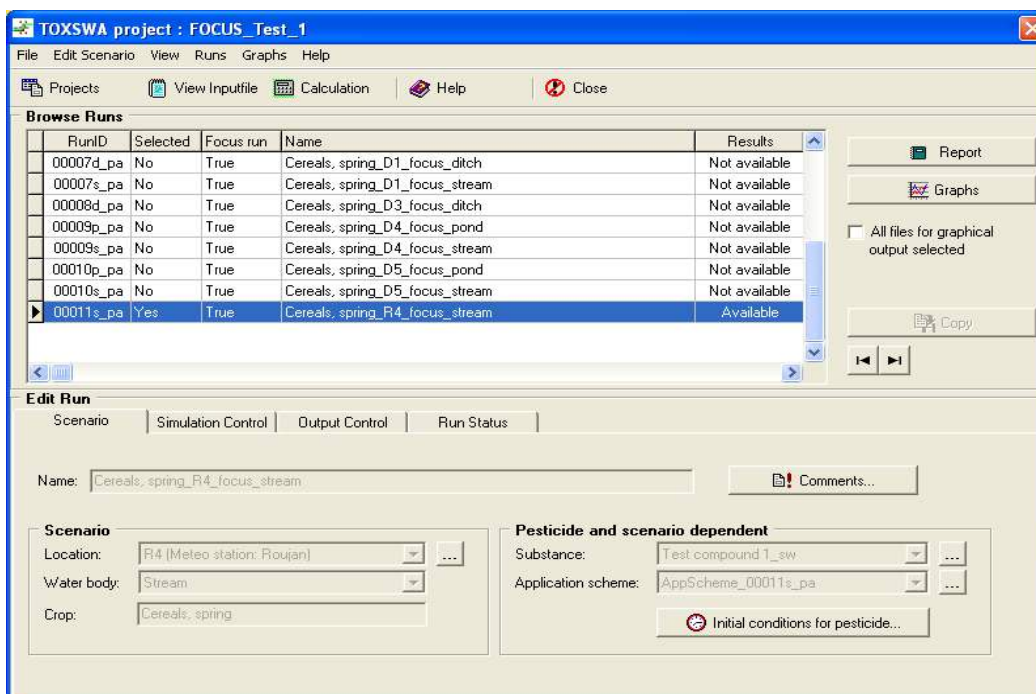 TOXSWA project : FOCUS_Test_1
File Edit Scenario View Runs Graphs Help
Projects View Inputfile Calculation Help Close
Browse Runs
RunID Selected Focus run Name Results
00007d_pa No True Cereals, spring_D1_focus_ditch Not available
00007s_pa No True Cereals, spring_D1_focus_stream Not available
00008d_pa No True Cereals, spring_D3_focus_ditch Not available
00009p_pa No True Cereals, spring_D4_focus_pond Not available
00009s_pa No True Cereals, spring_D4_focus_stream Not available
00010p_pa No True Cereals, spring_D5_focus_pond Not available
00010s_pa No True Cereals, spring_D5_focus_stream Not available
00011s_pa Yes True Cereals, spring_R4_focus_stream Available
Report
Graphs
All files for graphical
output selected
Copy
Edit Run
Scenario Simulation Control Output Control Run Status
Name: Cereals, spring_R4_focus_stream Comments...
Scenario
Location: R4 (Meteo station: Roujan) ...
Water body: Stream
Crop: Cereals, spring
Pesticide and scenario dependent
Substance: Test compound 1_sw ...
Application scheme: AppScheme_00011s_pa ...
Initial conditions for pesticide...